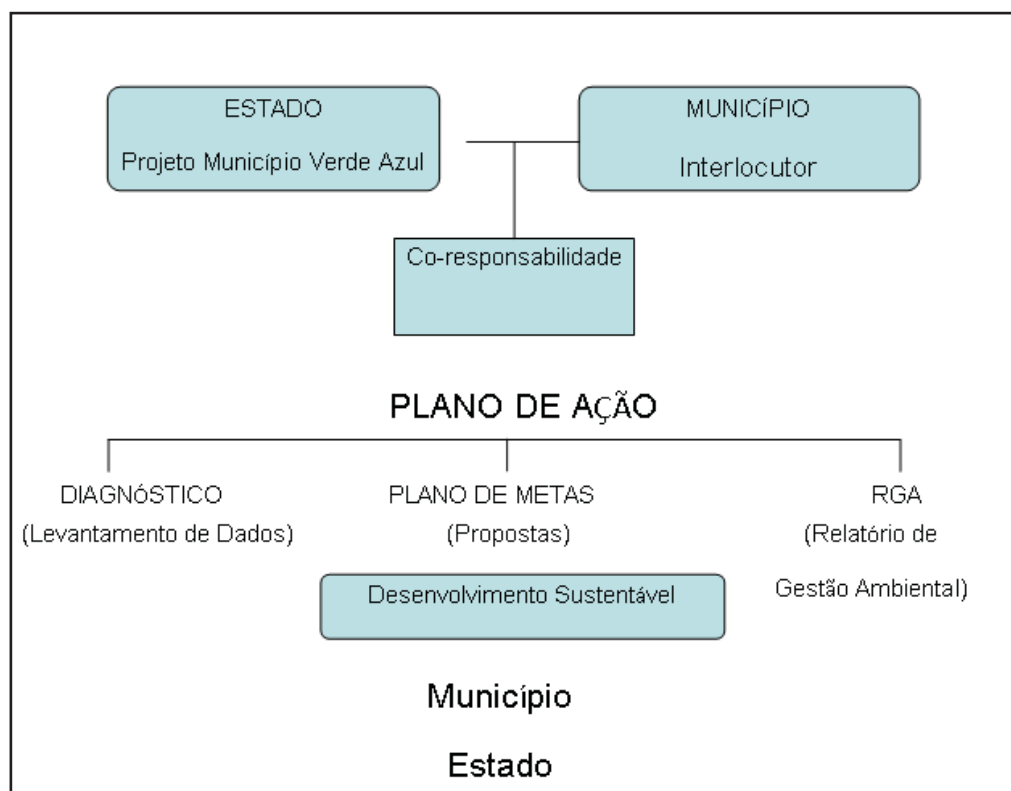 ESTADO
Projeto Município Verde Azul
MUNICÍPIO
Interlocutor
Co-responsabilidade
PLANO DE AÇÃO
DIAGNÓSTICO
(Levantamento de Dados)
PLANO DE METAS
(Propostas)
RGA
(Relatório de
Gestão Ambiental)
Desenvolvimento Sustentável
Município
Estado